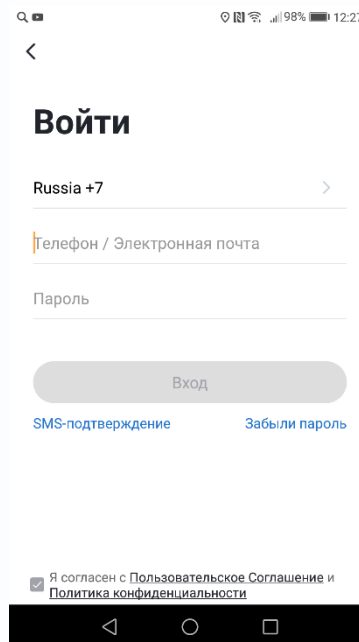 98% 12:27
Войти
Russia +7
Телефон / Электронная почта
Пароль
Вход
SMS-подтверждение Забыли пароль
Я согласен с Пользовательское Соглашение и
Политика конфиденциальности